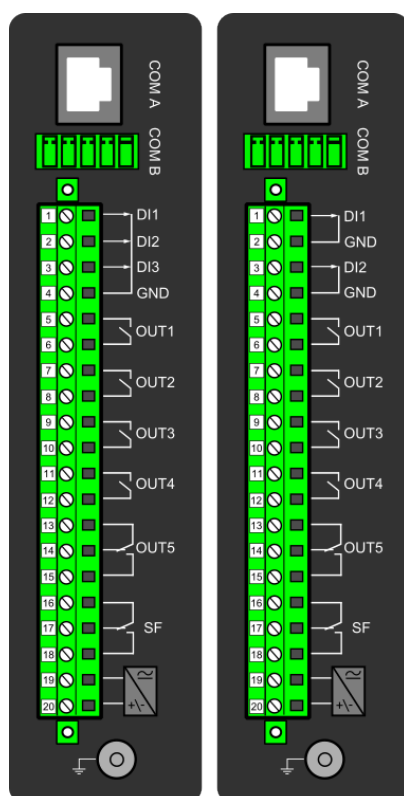 COM A
COM B
1 DI1
2 DI2
3 DI3
4 GND
5
OUT1
6
7
OUT2
8
9
OUT3
10
11
OUT4
12
13
14 OUT5
15
16
17 SF
18
19
20 +/-
COM A
COM B
1 DI1
2 GND
3 DI2
4 GND
5
OUT1
6
7
OUT2
8
9
OUT3
10
11
OUT4
12
13
14 OUT5
15
16
17 SF
18
19
20 +/-